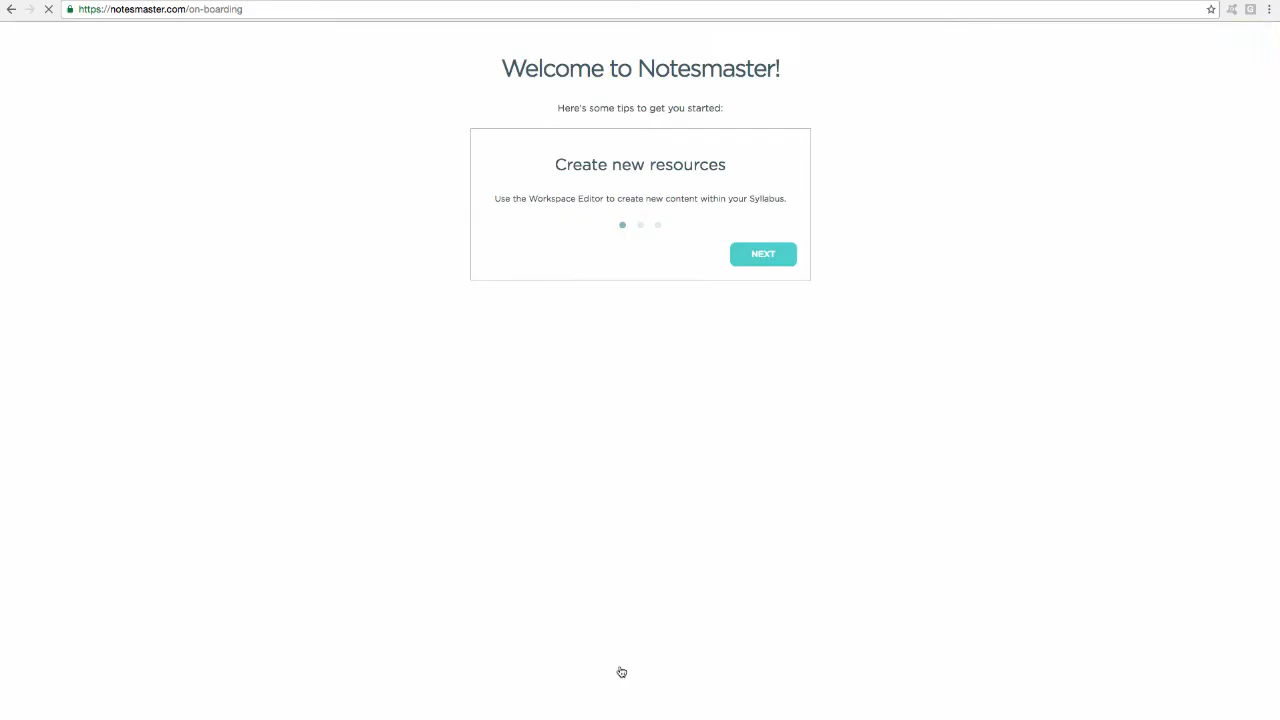 https://notesmaster.com/on-boarding
Welcome to Notesmaster!
Here's some tips to get you started:
Create new resources
Use the Workspace Editor to create new content within your Syllabus.
NEXT